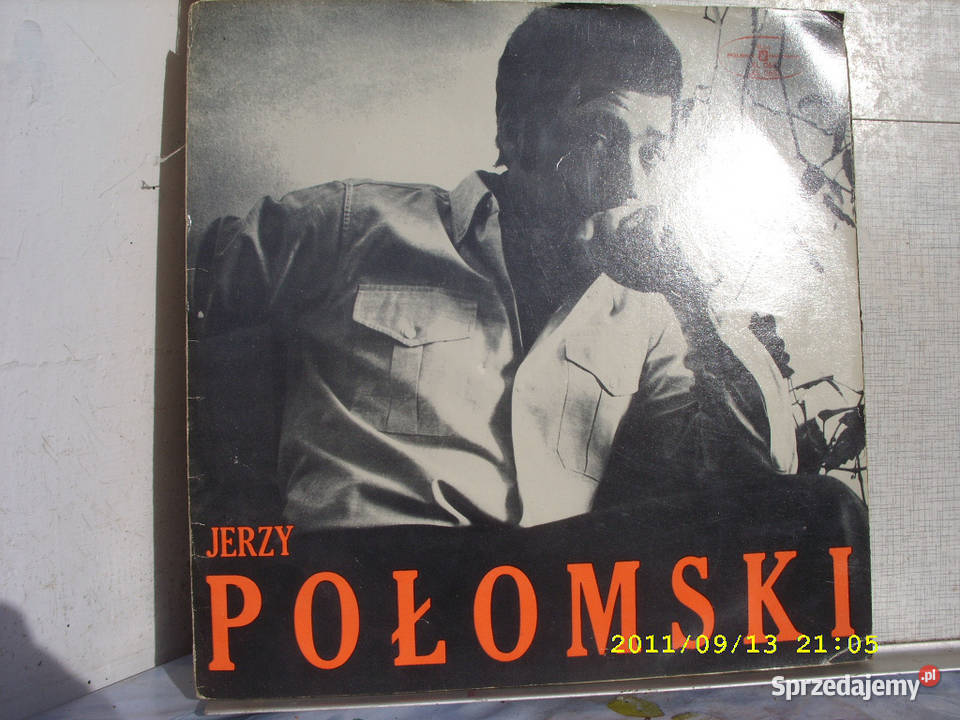 JERZY
POŁOMSKI
2011/09/13 21:05
Sprzedajemy.pl